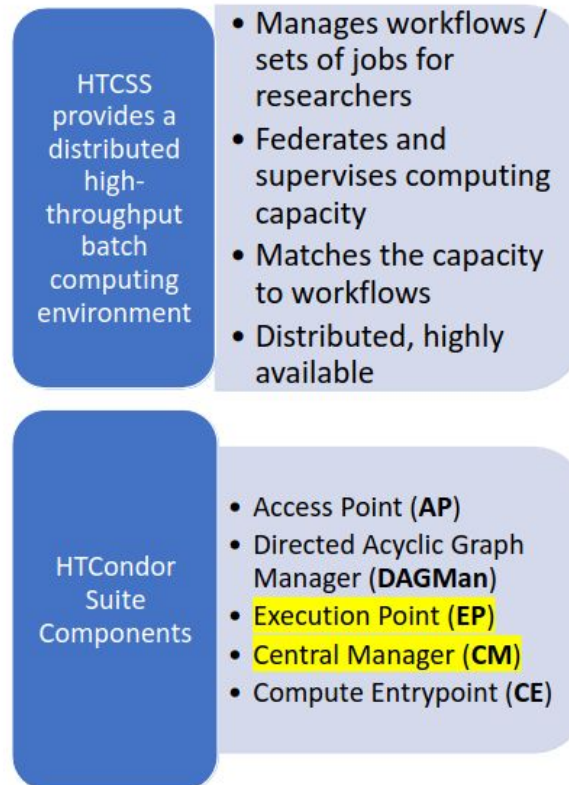 HTCSS
provides a
distributed
high-
throughput
batch
computing
environment
• Manages workflows /
sets of jobs for
researchers
• Federates and
supervises computing
capacity
• Matches the capacity
to workflows
• Distributed, highly
available
HTCondor
Suite
Components
• Access Point (AP)
• Directed Acyclic Graph
Manager (DAGMan)
• Execution Point (EP)
• Central Manager (CM)
• Compute Entrypoint (CE)